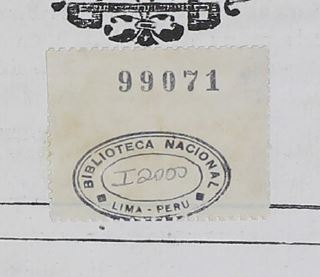 99071
BIBLIOTECA NACIONAL
I2000
LIMA - PERU